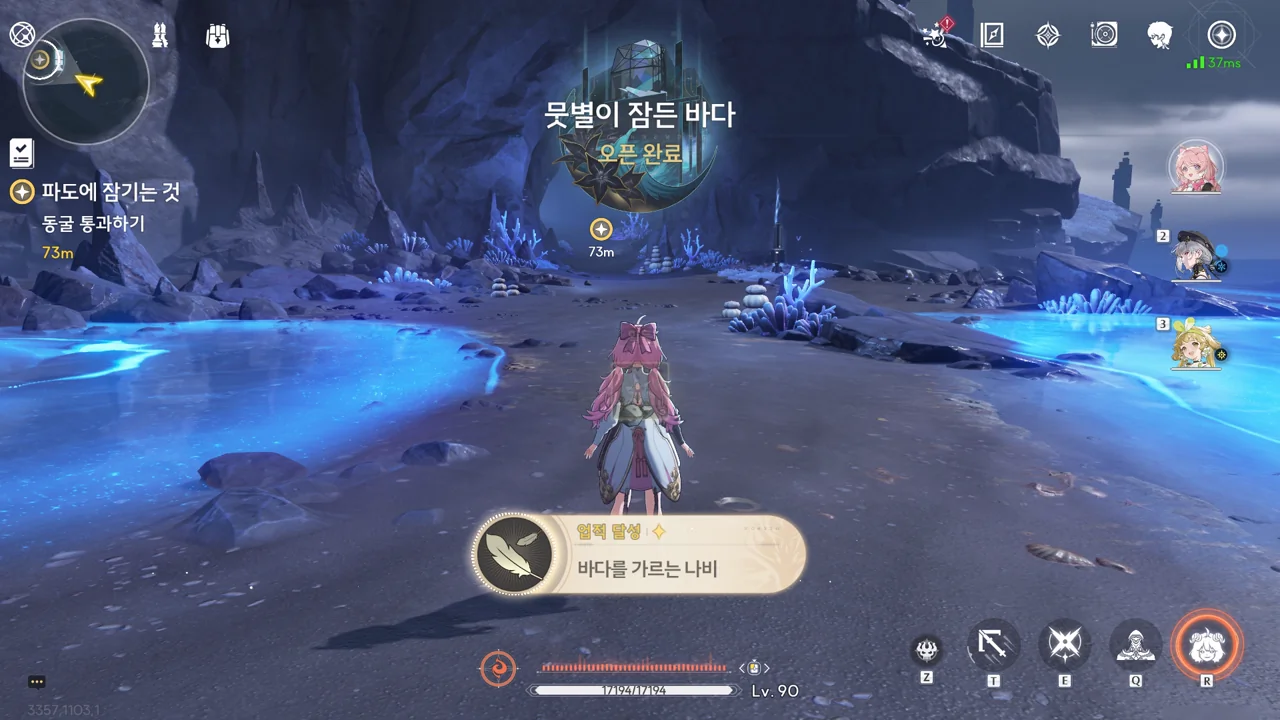 37ms
뭇별이 잠든 바다
오픈 완료
파도에 잠기는 것
동굴 통과하기
73m
73m
2
3
업적 달성
바다를 가르는 나비
17194/17194
Lv. 90
Z
T
E
Q
R
3357,1103,1